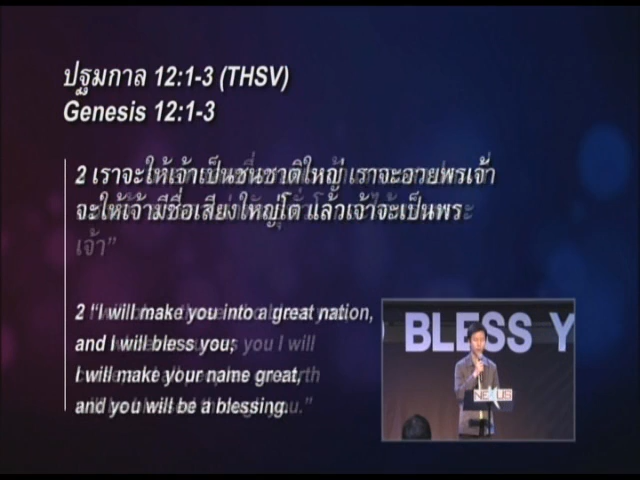 ปฐมกาล 12:1-3 (THSV)
Genesis 12:1-3
2 เราจะให้เจ้าเป็นชนชาติใหญ่ เราจะอวยพรเจ้า
จะให้เจ้ามีชื่อเสียงใหญ่โต แล้วเจ้าจะเป็นพร
เจ้า”
2 “I will make you into a great nation,
and I will bless you;
I will make your name great,
and you will be a blessing.
you.”
BLESS Y
NEXUS